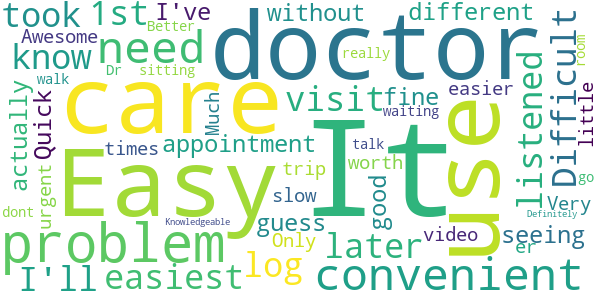 took
1st
I've
without
different
Awesome
Better
know
need
doctor
really
walk
Dr
sitting
room
care
visit
fine
easier
Difficult
little
actually
Quick
Much
listened
waiting
times
appointment
talk
use
Easy
It
trip
worth
good
go
urgent
slow
Very
dont
Knowledgeable
guess
Definitely
problem
Only
later
video
seeing
er
I'll
easiest
log
convenient